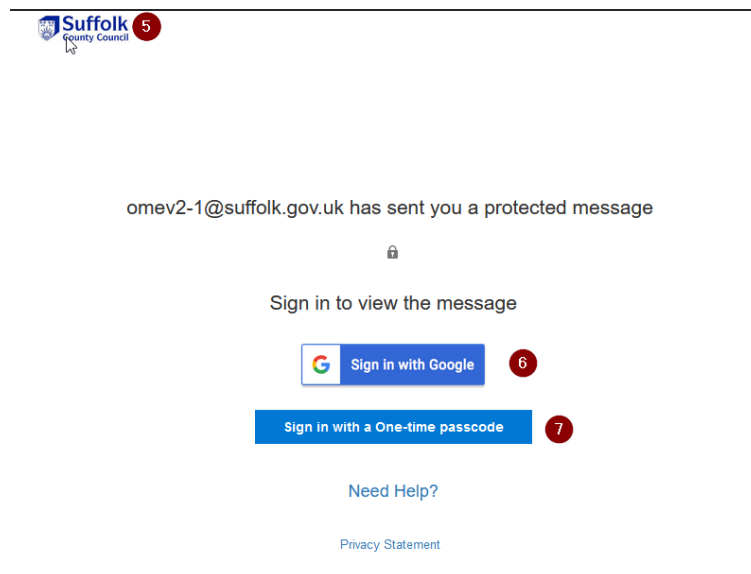 Suffolk
County Council
5
omev2-1@suffolk.gov.uk has sent you a protected message
Sign in to view the message
G Sign in with Google
6
Sign in with a One-time passcode
7
Need Help?
Privacy Statement